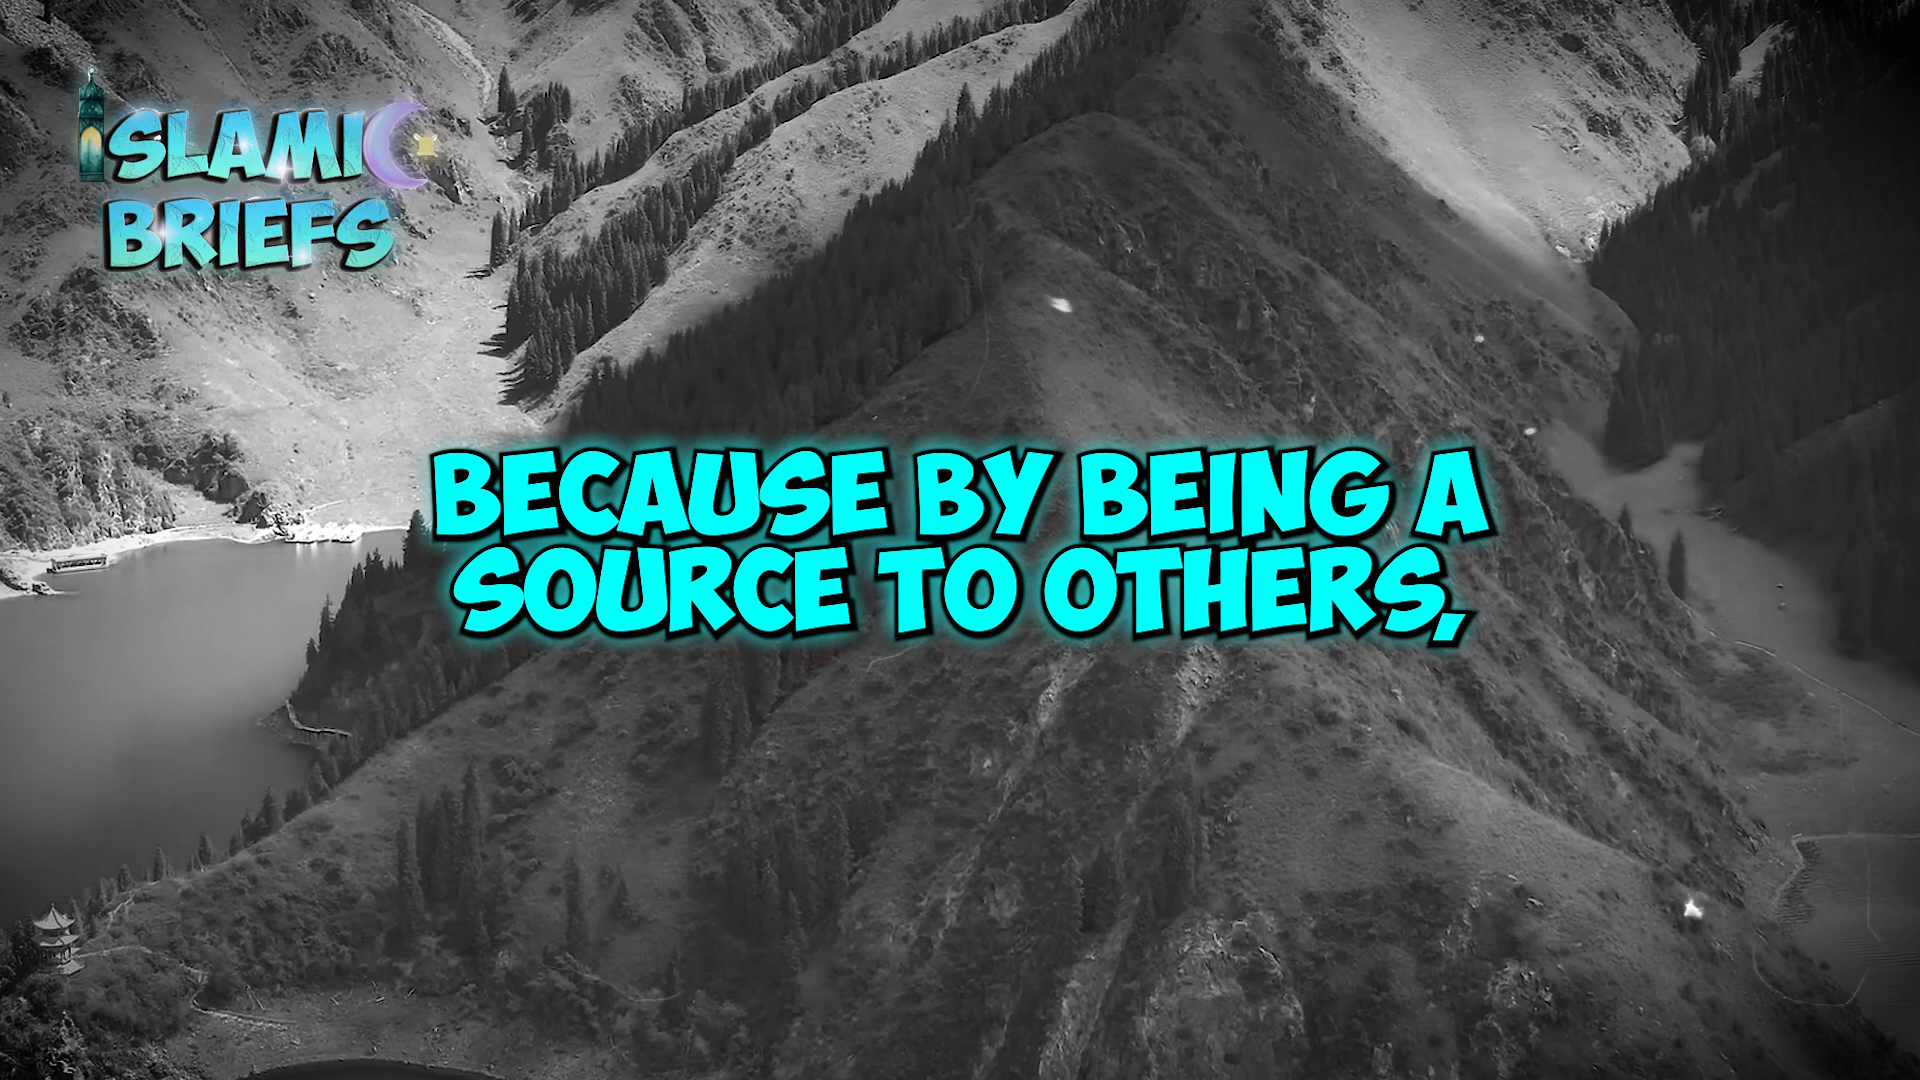 ISLAMIC
BRIEFS
BECAUSE BY BEING A
SOURCE TO OTHERS,